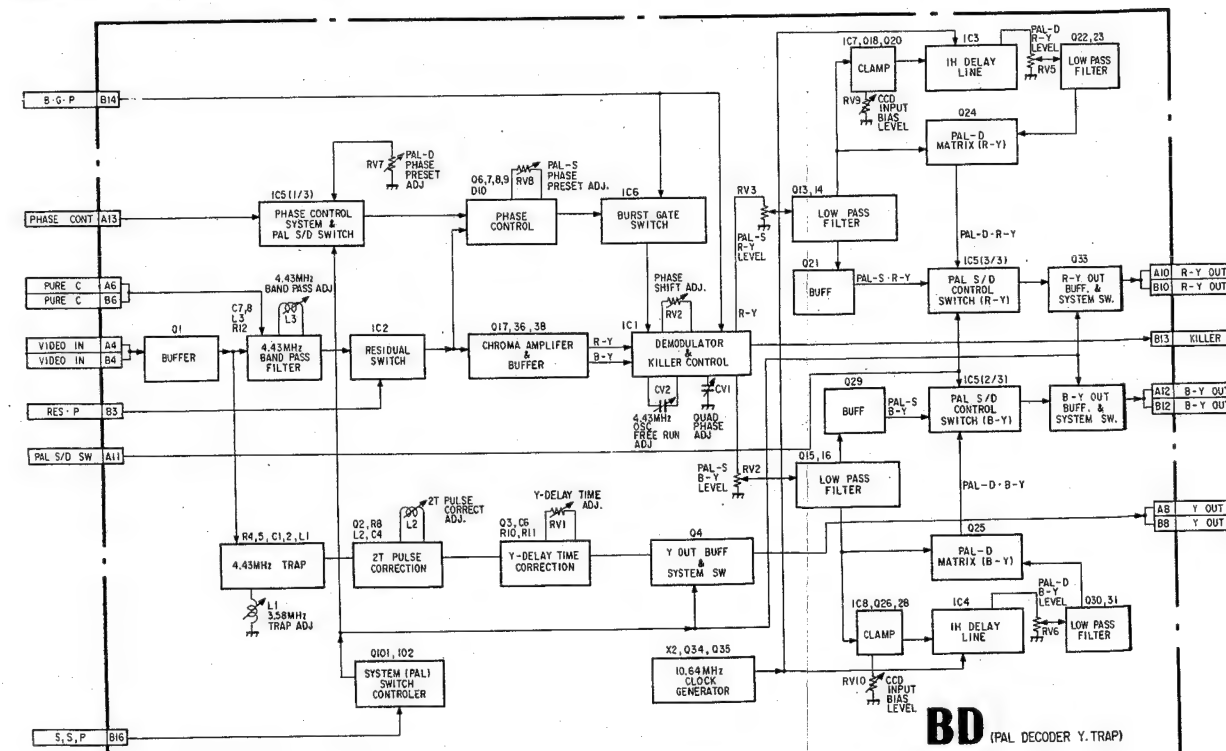 B·G·P B14
PHASE CONT A13
PURE C A6
PURE C B6
VIDEO IN A4
VIDEO IN B4
RES·P B3
PAL S/D SW A11
S,S,P B16
RV7
PAL-D
PHASE
PRESET
ADJ
IC5(1/3)
PHASE CONTROL
SYSTEM &
PAL S/D SWITCH
Q6,7,8,9
D10
RV8
PAL-S
PHASE
PRESET ADJ.
PHASE
CONTROL
IC6
BURST GATE
SWITCH
Q1
BUFFER
C7,8
L3
R12
4.43MHz
BAND PASS ADJ
L3
4.43MHz
BAND PASS
FILTER
IC2
RESIDUAL
SWITCH
Q17,36,38
CHROMA AMPLIFER
&
BUFFER
R-Y
B-Y
PHASE
SHIFT ADJ.
RV2
IC1
DEMODULATOR
&
KILLER CONTROL
CV2
4.43MHz
OSC
FREE RUN
ADJ
CV1
QUAD
PHASE
ADJ
R-Y
RV3
PAL-S
R-Y
LEVEL
B-Y
PAL-S
B-Y
LEVEL
RV2
IC7,Q18,Q20
CLAMP
RV9
CCD
INPUT
BIAS
LEVEL
IC3
1H DELAY
LINE
PAL-D
R-Y
LEVEL
RV5
Q22,23
LOW PASS
FILTER
Q24
PAL-D
MATRIX (R-Y)
Q13,14
LOW PASS
FILTER
PAL-D·R-Y
Q21
BUFF
PAL-S·R-Y
IC5(3/3)
PAL S/D
CONTROL
SWITCH (R-Y)
Q33
R-Y OUT
BUFF. &
SYSTEM SW.
A10 R-Y OUT
B10 R-Y OUT
B13 KILLER
Q29
BUFF
PAL-S
B-Y
IC5(2/3)
PAL S/D
CONTROL
SWITCH (B-Y)
B-Y OUT
BUFF. &
SYSTEM SW.
A12 B-Y OUT
B12 B-Y OUT
Q15,16
LOW PASS
FILTER
PAL-D·B-Y
A8 Y OUT
B8 Y OUT
R4,5,C1,2,L1
4.43MHz TRAP
L1
3.58MHz
TRAP ADJ
Q2,R8
L2,C4
L2
2T PULSE
CORRECT
ADJ.
2T PULSE
CORRECTION
Q3,C6
R10,R11
Y-DELAY TIME
ADJ.
RV1
Y-DELAY TIME
CORRECTION
Q4
Y OUT BUFF
&
SYSTEM SW
Q25
PAL-D
MATRIX (B-Y)
IC8,Q26,28
CLAMP
RV10
CCD
INPUT
BIAS
LEVEL
IC4
1H DELAY
LINE
PAL-D
B-Y
LEVEL
RV6
Q30,31
LOW PASS
FILTER
Q101,102
SYSTEM (PAL)
SWITCH
CONTROLER
X2,Q34,Q35
10.64MHz
CLOCK
GENERATOR
BD (PAL DECODER Y.TRAP)